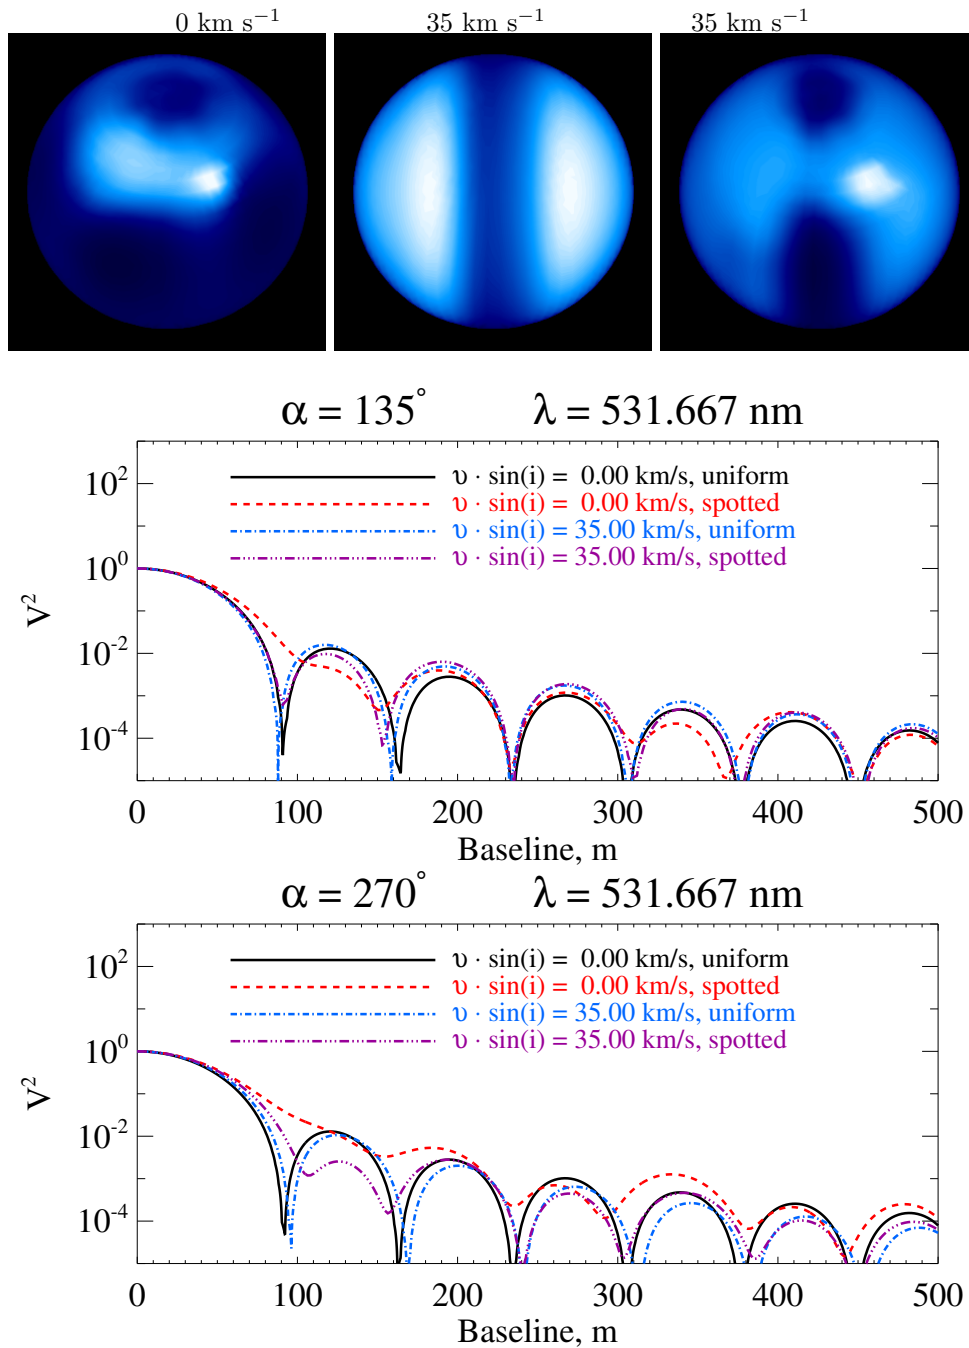 0 km s⁻¹ 35 km s⁻¹ 35 km s⁻¹
α = 135° λ = 531.667 nm
10²
10⁰
10⁻²
10⁻⁴
V²
υ · sin(i) = 0.00 km/s, uniform
υ · sin(i) = 0.00 km/s, spotted
υ · sin(i) = 35.00 km/s, uniform
υ · sin(i) = 35.00 km/s, spotted
0 100 200 300 400 500
Baseline, m
α = 270° λ = 531.667 nm
10²
10⁰
10⁻²
10⁻⁴
V²
υ · sin(i) = 0.00 km/s, uniform
υ · sin(i) = 0.00 km/s, spotted
υ · sin(i) = 35.00 km/s, uniform
υ · sin(i) = 35.00 km/s, spotted
0 100 200 300 400 500
Baseline, m